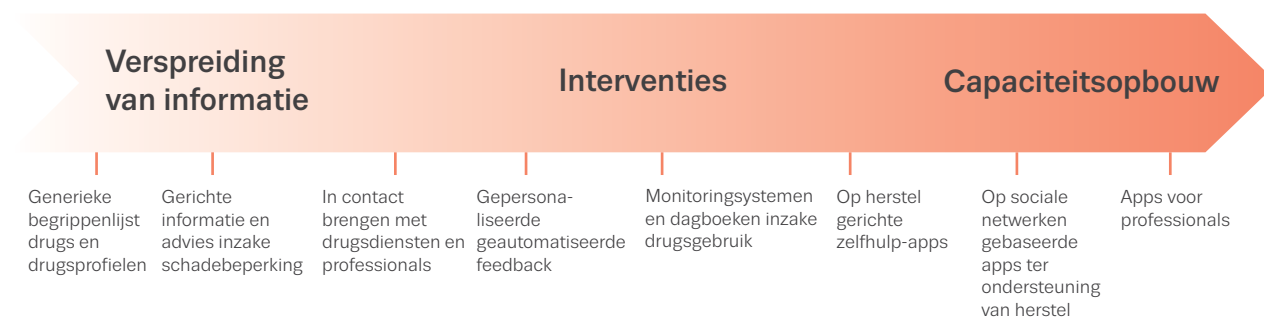 Verspreiding
van informatie
Interventies
Capaciteitsopbouw
Generieke
begrippenlijst
drugs en
drugsprofielen
Gerichte
informatie en
advies inzake
schadebeperking
In contact
brengen met
drugsdiensten en
professionals
Gepersona-
liseerde
geautomatiseerde
feedback
Monitoringsystemen
en dagboeken inzake
drugsgebruik
Op herstel
gerichte
zelfhulp-apps
Op sociale
netwerken
gebaseerde
apps ter
ondersteuning
van herstel
Apps voor
professionals